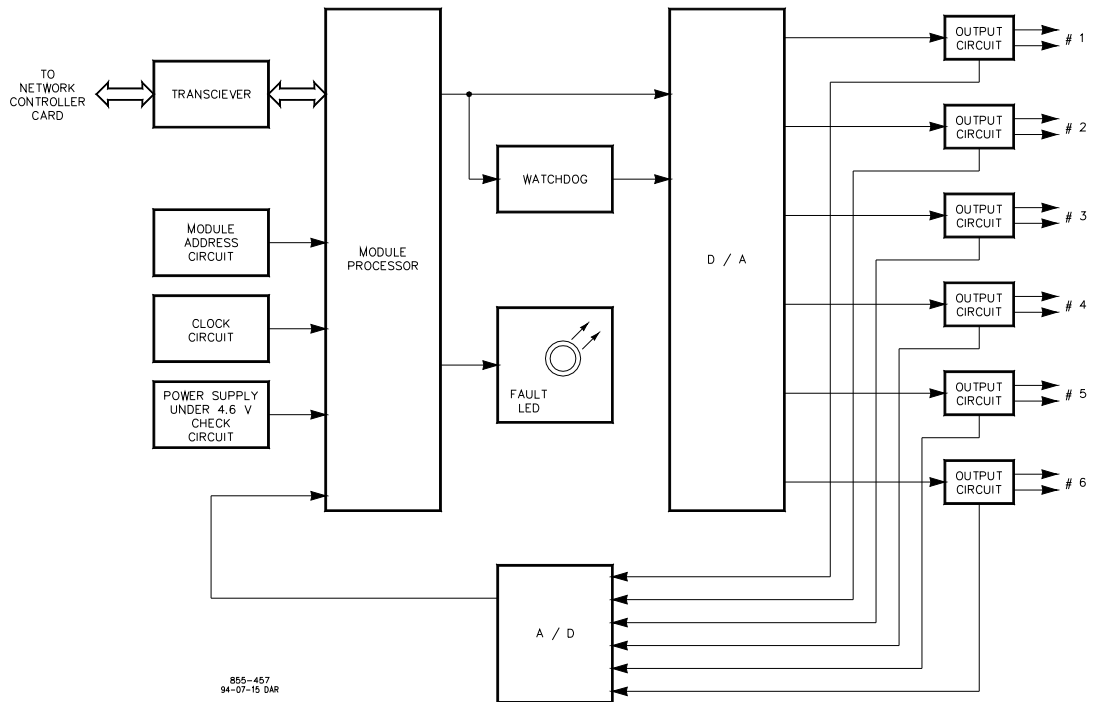 TO
NETWORK
CONTROLLER
CARD
TRANSCIEVER
MODULE
ADDRESS
CIRCUIT
CLOCK
CIRCUIT
POWER SUPPLY
UNDER 4.6 V
CHECK
CIRCUIT
MODULE
PROCESSOR
WATCHDOG
FAULT
LED
D / A
A / D
OUTPUT
CIRCUIT
# 1
OUTPUT
CIRCUIT
# 2
OUTPUT
CIRCUIT
# 3
OUTPUT
CIRCUIT
# 4
OUTPUT
CIRCUIT
# 5
OUTPUT
CIRCUIT
# 6
855-457
94-07-15 DAR